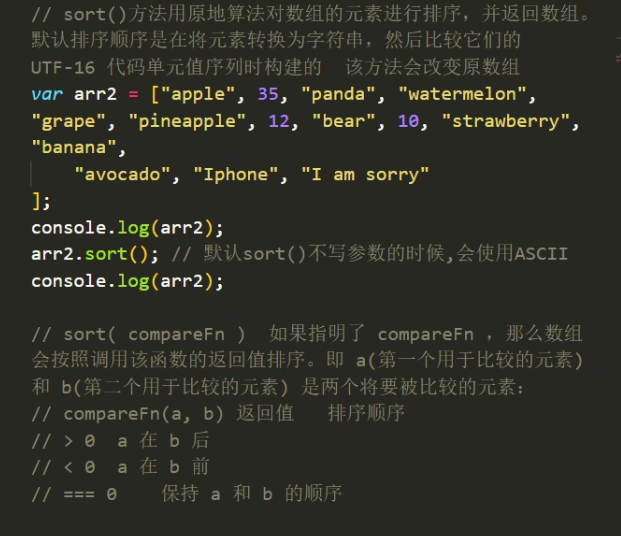 // sort()方法用原地算法对数组的元素进行排序，并返回数组。
默认排序顺序是在将元素转换为字符串，然后比较它们的
UTF-16 代码单元值序列时构建的  该方法会改变原数组
var arr2 = ["apple", 35, "panda", "watermelon",
"grape", "pineapple", 12, "bear", 10, "strawberry",
"banana",
    "avocado", "Iphone", "I am sorry"
];
console.log(arr2);
arr2.sort(); // 默认sort()不写参数的时候,会使用ASCII
console.log(arr2);

// sort( compareFn )  如果指明了 compareFn ，那么数组
会按照调用该函数的返回值排序。即 a(第一个用于比较的元素)
和 b(第二个用于比较的元素) 是两个将要被比较的元素:
// compareFn(a, b) 返回值   排序顺序
// > 0  a 在 b 后
// < 0  a 在 b 前
// === 0    保持 a 和 b 的顺序